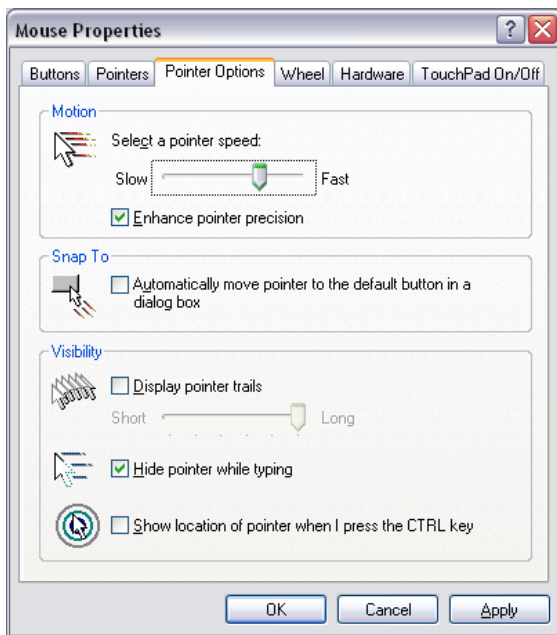 Mouse Properties
?
Buttons Pointers Pointer Options Wheel Hardware TouchPad On/Off
Motion
Select a pointer speed:
Slow Fast
Enhance pointer precision
Snap To
Automatically move pointer to the default button in a
dialog box
Visibility
Display pointer trails
Short Long
Hide pointer while typing
Show location of pointer when I press the CTRL key
OK Cancel Apply